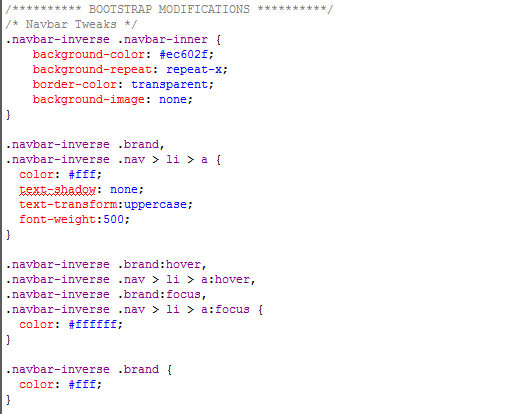 /********** BOOTSTRAP MODIFICATIONS **********/
/* Navbar Tweaks */
.navbar-inverse .navbar-inner {
    background-color: #ec602f;
    background-repeat: repeat-x;
    border-color: transparent;
    background-image: none;
}

.navbar-inverse .brand,
.navbar-inverse .nav > li > a {
  color: #fff;
  text-shadow: none;
  text-transform:uppercase;
  font-weight:500;
}

.navbar-inverse .brand:hover,
.navbar-inverse .nav > li > a:hover,
.navbar-inverse .brand:focus,
.navbar-inverse .nav > li > a:focus {
  color: #ffffff;
}

.navbar-inverse .brand {
  color: #fff;
}